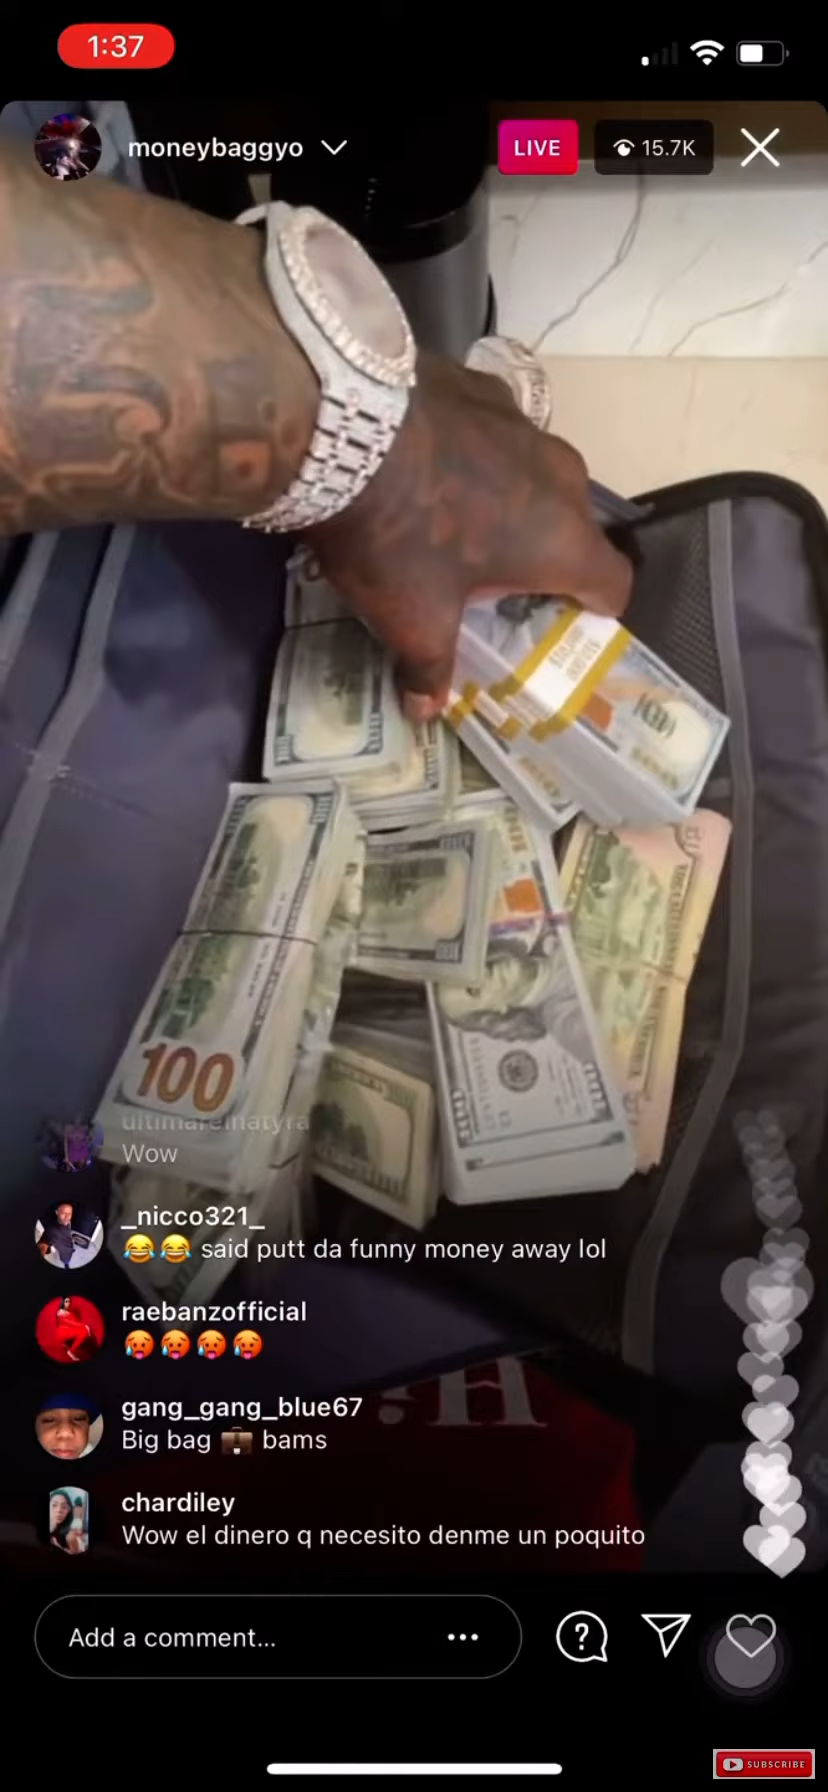 1:37
moneybaggyo
LIVE
15.7K
100
ultimatelnatyra
Wow
_nicco321_
😂😂 said putt da funny money away lol
raebanzofficial
🥵🥵🥵🥵
gang_gang_blue67
Big bag 💼 bams
chardiley
Wow el dinero q necesito denme un poquito
Add a comment...
SUBSCRIBE